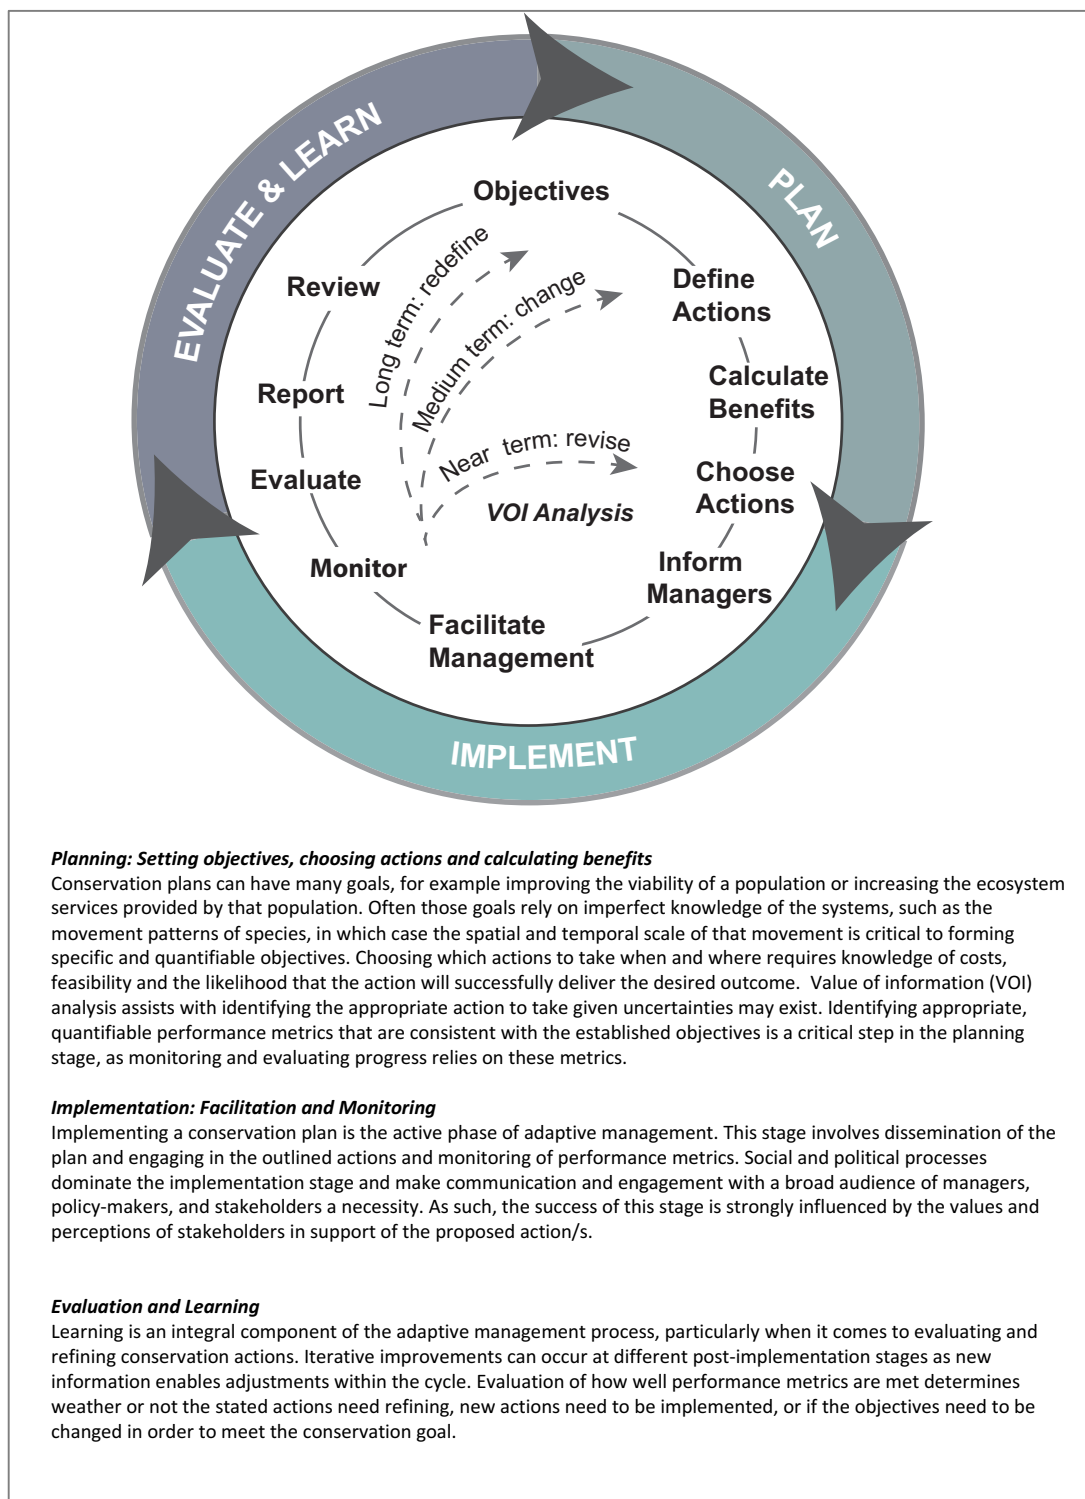 EVALUATE & LEARN
PLAN
IMPLEMENT
Objectives
Define
Actions
Calculate
Benefits
Choose
Actions
Inform
Managers
Facilitate
Management
Monitor
Evaluate
Report
Review
Long term: redefine
Medium term: change
Near term: revise
VOI Analysis
Planning: Setting objectives, choosing actions and calculating benefits
Conservation plans can have many goals, for example improving the viability of a population or increasing the ecosystem
services provided by that population. Often those goals rely on imperfect knowledge of the systems, such as the
movement patterns of species, in which case the spatial and temporal scale of that movement is critical to forming
specific and quantifiable objectives. Choosing which actions to take when and where requires knowledge of costs,
feasibility and the likelihood that the action will successfully deliver the desired outcome.  Value of information (VOI)
analysis assists with identifying the appropriate action to take given uncertainties may exist. Identifying appropriate,
quantifiable performance metrics that are consistent with the established objectives is a critical step in the planning
stage, as monitoring and evaluating progress relies on these metrics.
Implementation: Facilitation and Monitoring
Implementing a conservation plan is the active phase of adaptive management. This stage involves dissemination of the
plan and engaging in the outlined actions and monitoring of performance metrics. Social and political processes
dominate the implementation stage and make communication and engagement with a broad audience of managers,
policy-makers, and stakeholders a necessity. As such, the success of this stage is strongly influenced by the values and
perceptions of stakeholders in support of the proposed action/s.
Evaluation and Learning
Learning is an integral component of the adaptive management process, particularly when it comes to evaluating and
refining conservation actions. Iterative improvements can occur at different post-implementation stages as new
information enables adjustments within the cycle. Evaluation of how well performance metrics are met determines
weather or not the stated actions need refining, new actions need to be implemented, or if the objectives need to be
changed in order to meet the conservation goal.